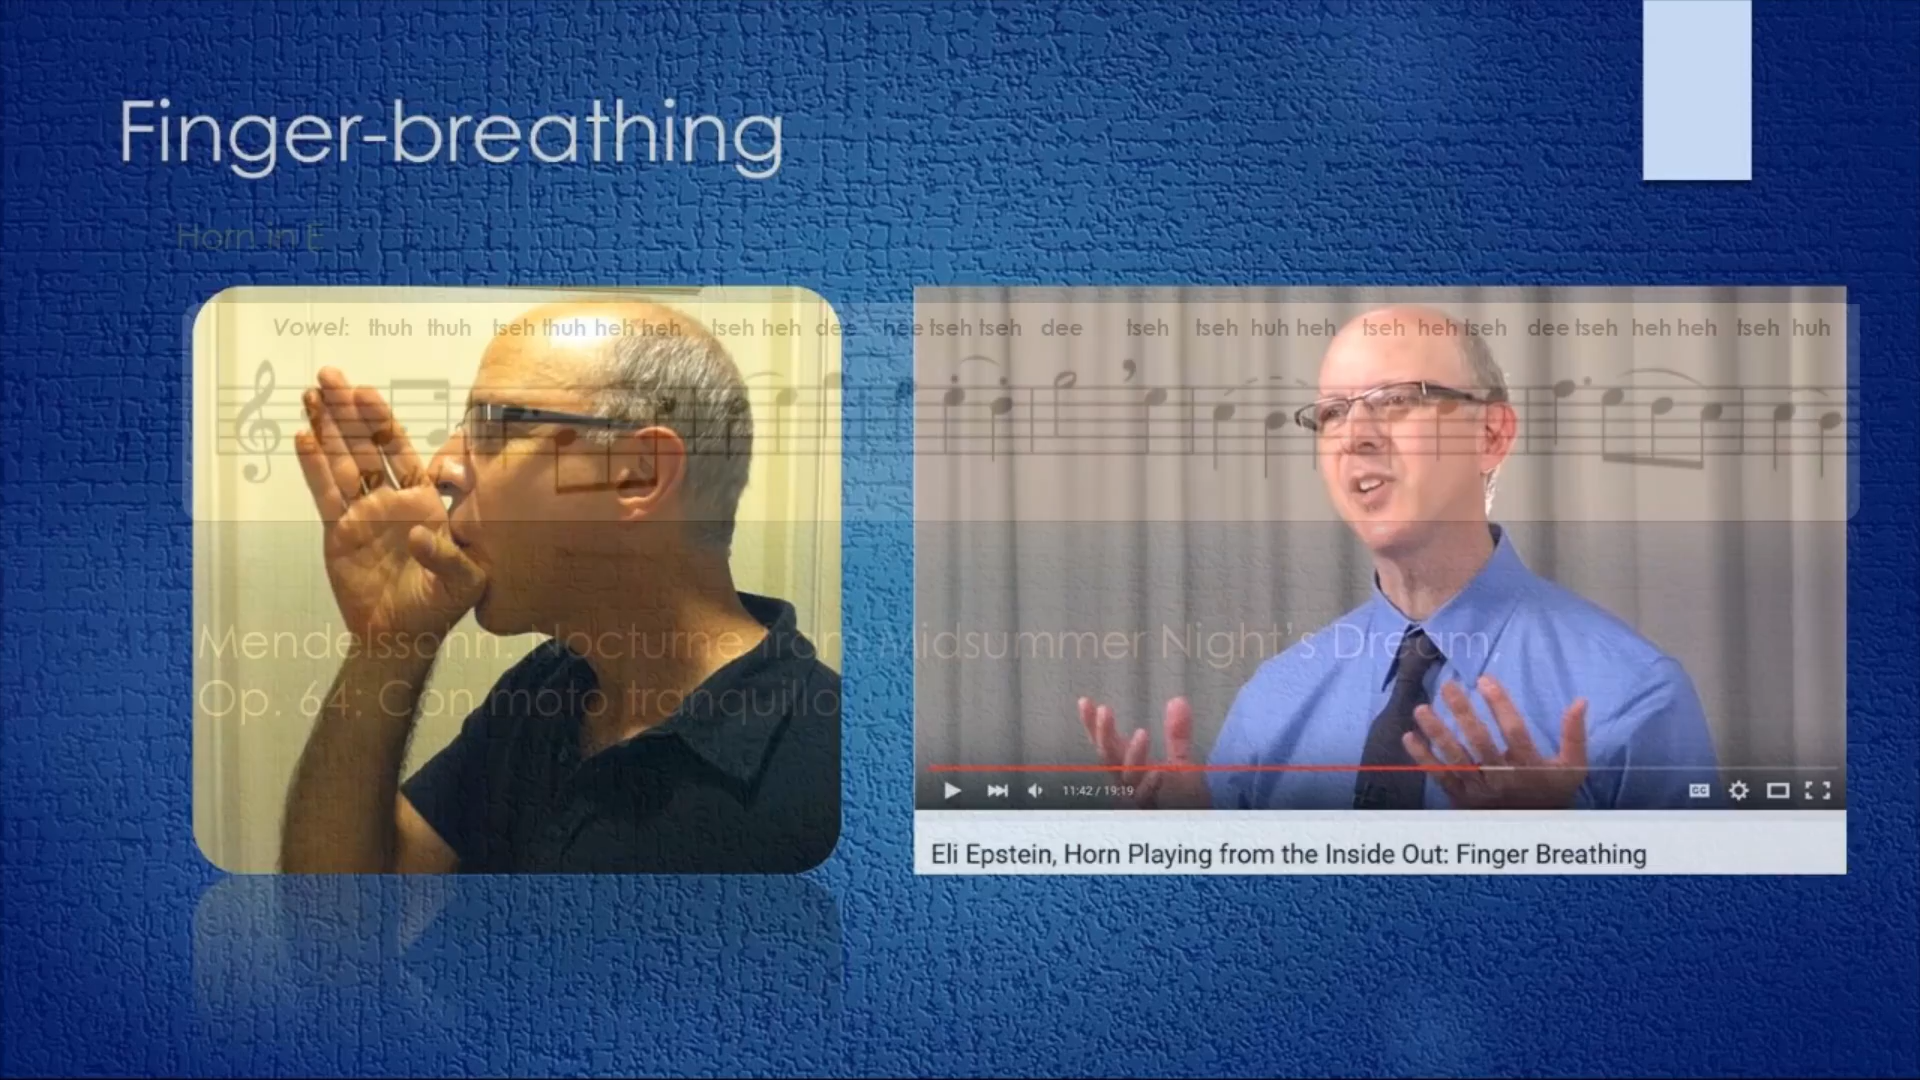 Finger-breathing
Horn in E
Vowel: thuh thuh tseh thuh heh heh tseh heh dee hee tseh tseh dee tseh tseh huh heh tseh heh tseh dee tseh heh heh tseh huh
Mendelssohn: Nocturne from Midsummer Night's Dream,
Op. 64; Con moto tranquillo
11:42 / 19:19
CC
Eli Epstein, Horn Playing from the Inside Out: Finger Breathing